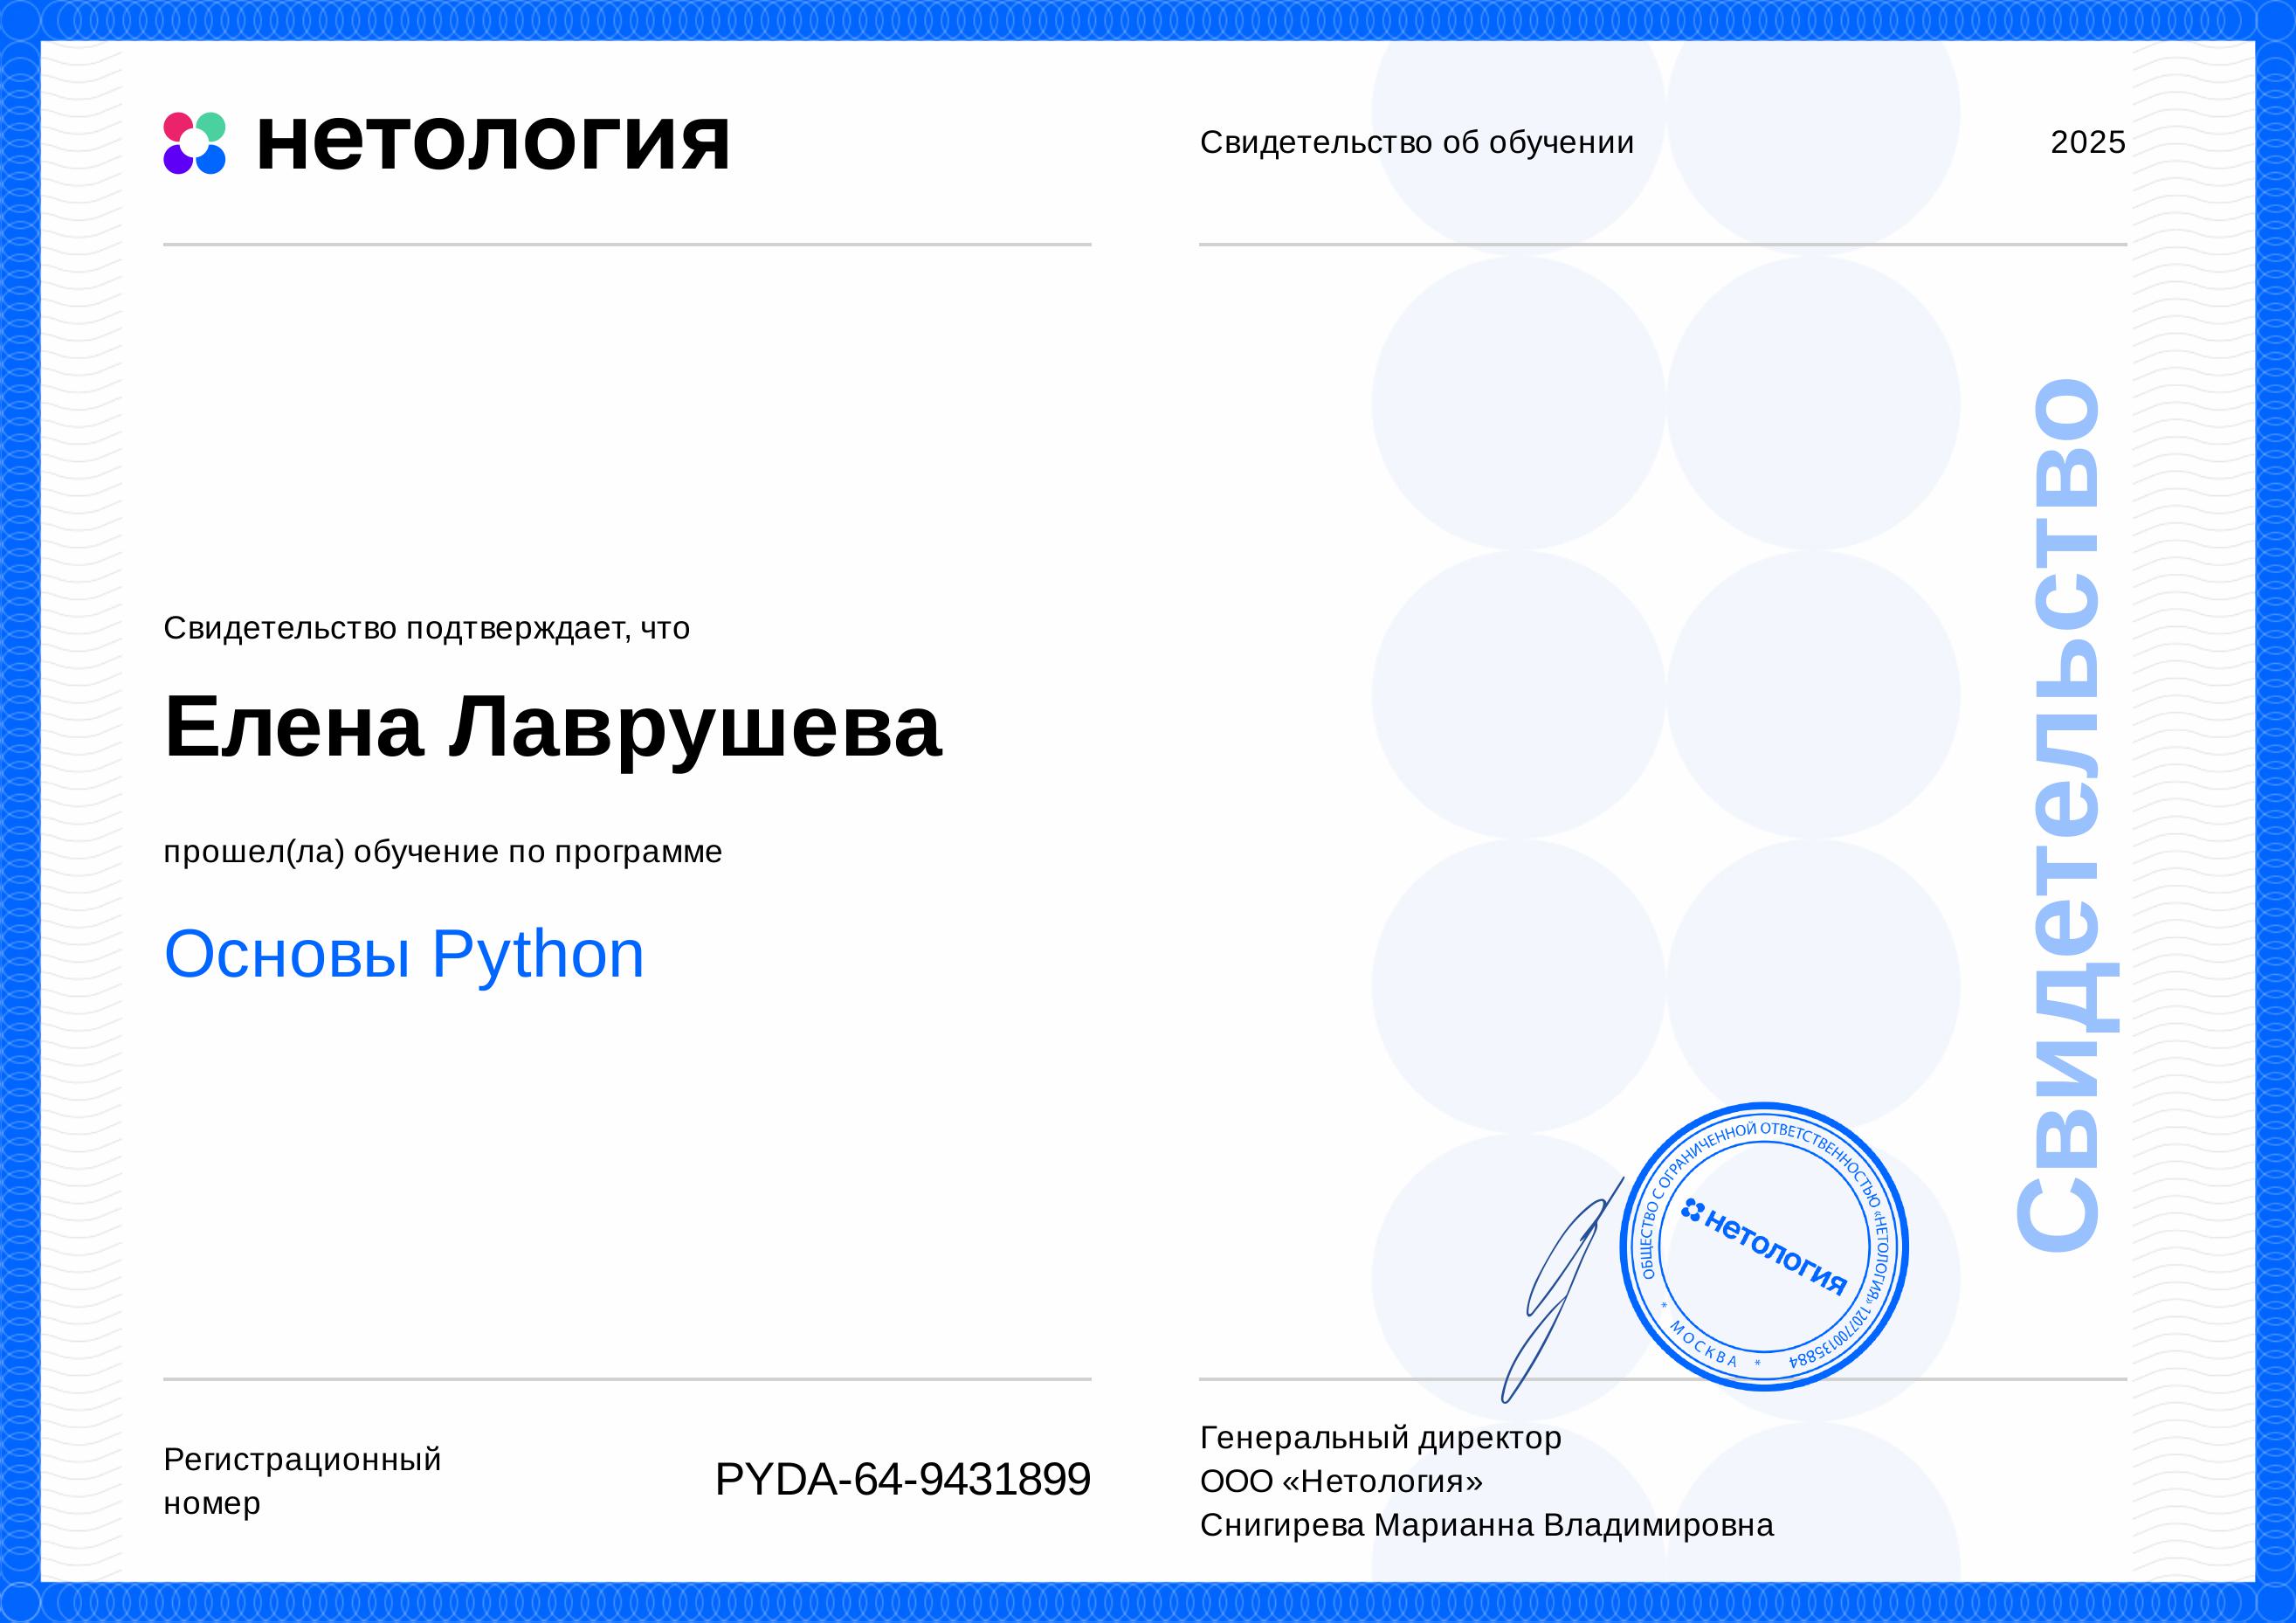 нетология
Свидетельство об обучении
2025
Свидетельство подтверждает, что
Елена Лаврушева
прошел(ла) обучение по программе
Основы Python
Свидетельство
ОБЩЕСТВО С ОГРАНИЧЕННОЙ ОТВЕТСТВЕННОСТЬЮ «НЕТОЛОГИЯ» 1207700135884
* МОСКВА *
нетология
Регистрационный
номер
PYDA-64-9431899
Генеральный директор
ООО «Нетология»
Снигирева Марианна Владимировна